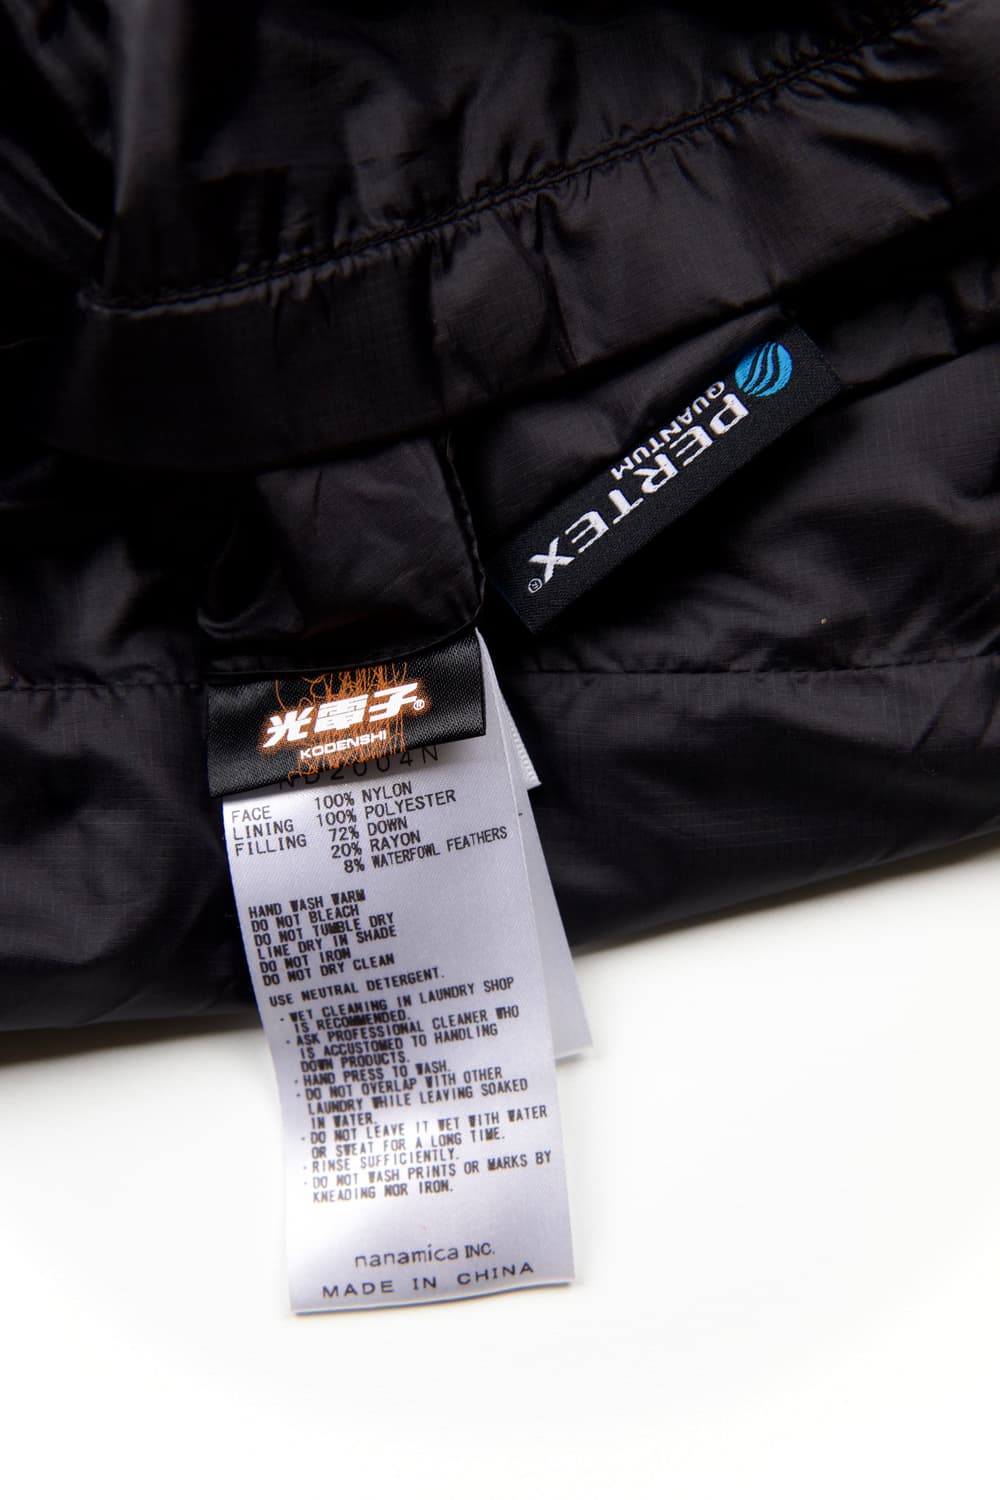 PERTEX®
QUANTUM
光電子®
KODENSHI
ND2004N
FACE 100% NYLON
LINING 100% POLYESTER
FILLING 72% DOWN
20% RAYON
8% WATERFOWL FEATHERS
HAND WASH WARM
DO NOT BLEACH
DO NOT TUMBLE DRY
LINE DRY IN SHADE
DO NOT IRON
DO NOT DRY CLEAN
USE NEUTRAL DETERGENT.
・WET CLEANING IN LAUNDRY SHOP
IS RECOMMENDED.
・ASK PROFESSIONAL CLEANER WHO
IS ACCUSTOMED TO HANDLING
DOWN PRODUCTS.
・HAND PRESS TO WASH.
・DO NOT OVERLAP WITH OTHER
LAUNDRY WHILE LEAVING SOAKED
IN WATER.
・DO NOT LEAVE IT WET WITH WATER
OR SWEAT FOR A LONG TIME.
・RINSE SUFFICIENTLY.
・DO NOT WASH PRINTS OR MARKS BY
KNEADING NOR IRON.
nanamica INC.
MADE IN CHINA